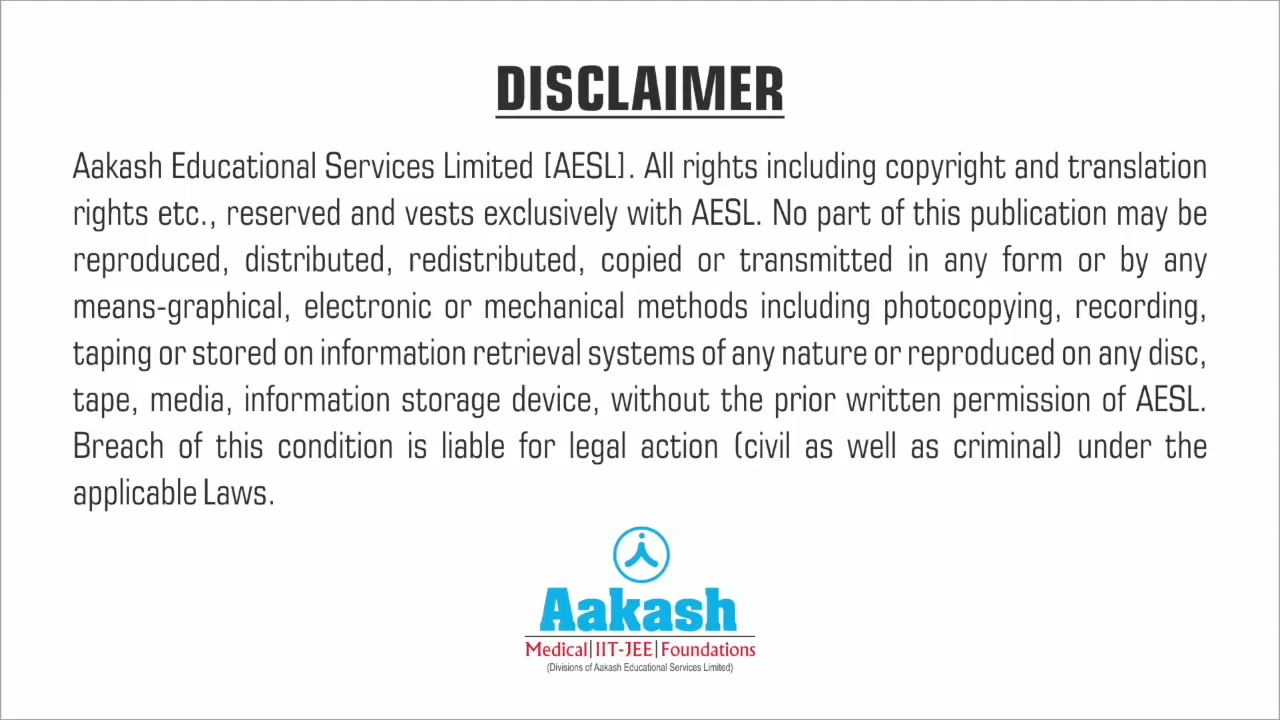 DISCLAIMER
Aakash Educational Services Limited [AESL]. All rights including copyright and translation
rights etc., reserved and vests exclusively with AESL. No part of this publication may be
reproduced, distributed, redistributed, copied or transmitted in any form or by any
means-graphical, electronic or mechanical methods including photocopying, recording,
taping or stored on information retrieval systems of any nature or reproduced on any disc,
tape, media, information storage device, without the prior written permission of AESL.
Breach of this condition is liable for legal action (civil as well as criminal) under the
applicable Laws.
Aakash
Medical|IIT-JEE|Foundations
(Divisions of Aakash Educational Services Limited)